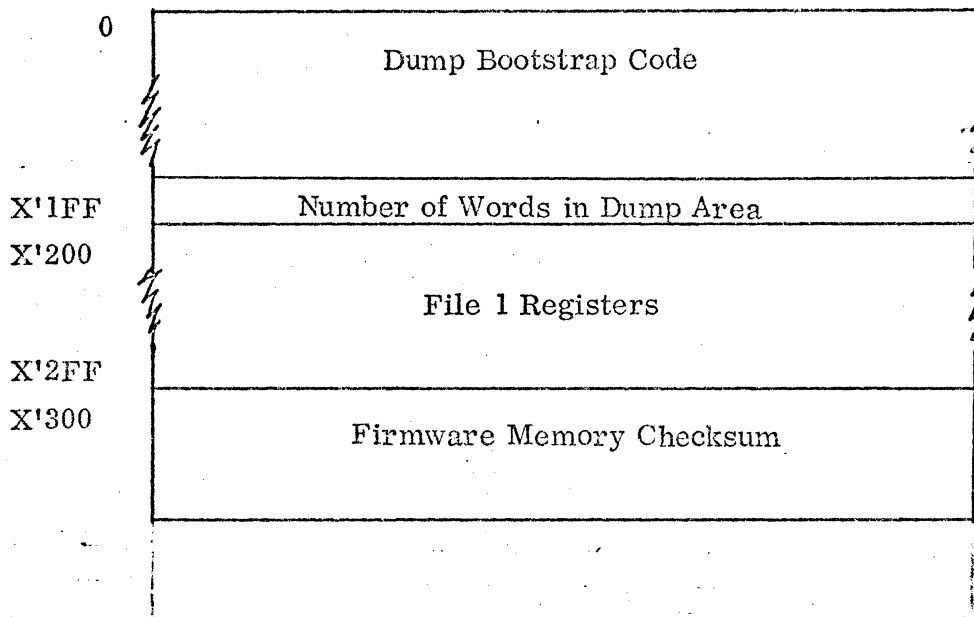 0
Dump Bootstrap Code
X'1FF
Number of Words in Dump Area
X'200
File 1 Registers
X'2FF
X'300
Firmware Memory Checksum